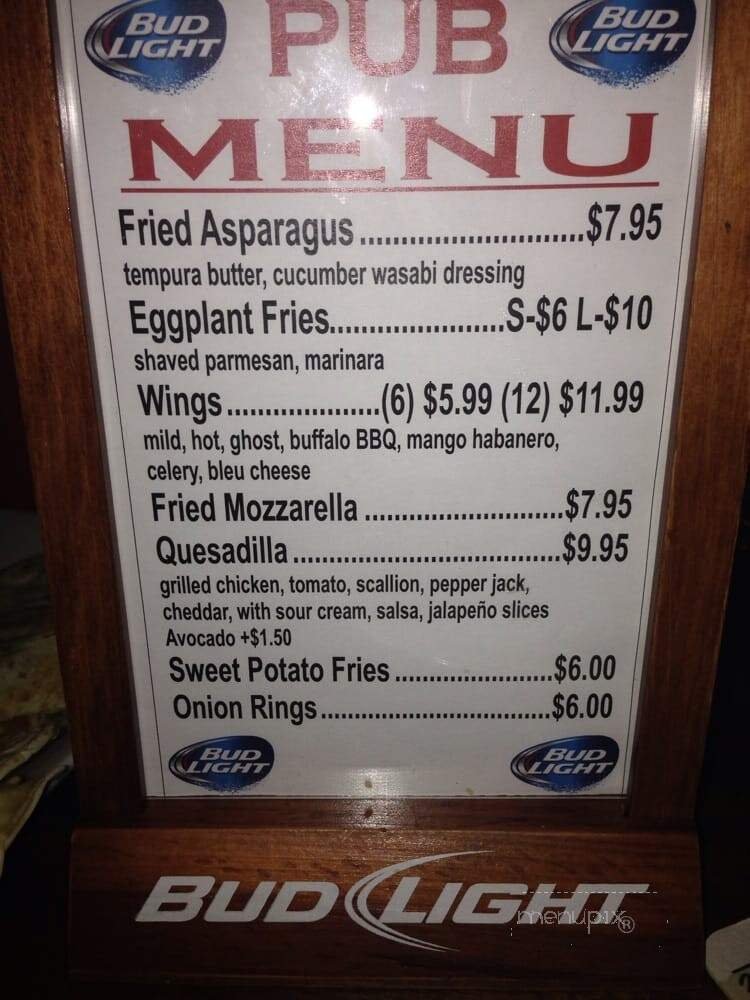 BUD LIGHT PUB BUD LIGHT
MENU
Fried Asparagus ............................$7.95
tempura butter, cucumber wasabi dressing
Eggplant Fries......................S-$6 L-$10
shaved parmesan, marinara
Wings ....................(6) $5.99 (12) $11.99
mild, hot, ghost, buffalo BBQ, mango habanero,
celery, bleu cheese
Fried Mozzarella .........................$7.95
Quesadilla ..................................$9.95
grilled chicken, tomato, scallion, pepper jack,
cheddar, with sour cream, salsa, jalapeño slices
Avocado +$1.50
Sweet Potato Fries ....................$6.00
Onion Rings.................................$6.00
BUD LIGHT BUD LIGHT
BUD LIGHT
menupix®